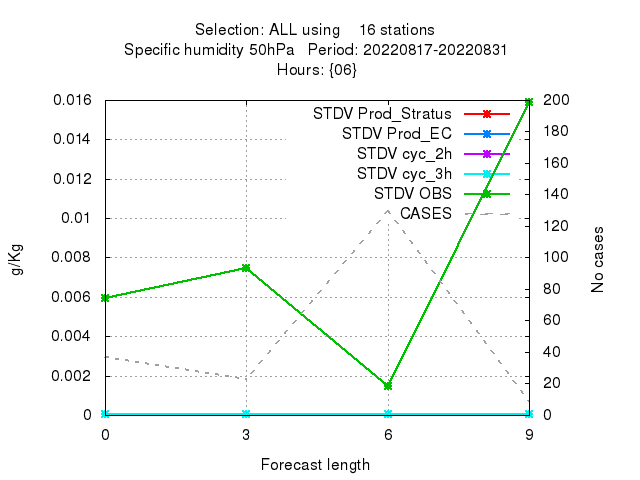 Selection: ALL using 16 stations
Specific humidity 50hPa Period: 20220817-20220831
Hours: {06}
STDV Prod_Stratus
STDV Prod_EC
STDV cyc_2h
STDV cyc_3h
STDV OBS
CASES
0.016
0.014
0.012
0.01
0.008
0.006
0.004
0.002
0
g/Kg
200
180
160
140
120
100
80
60
40
20
0
No cases
0 3 6 9
Forecast length